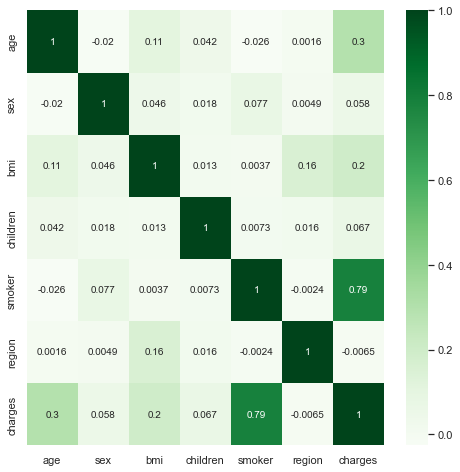 age 1 -0.02 0.11 0.042 -0.026 0.0016 0.3
sex -0.02 1 0.046 0.018 0.077 0.0049 0.058
bmi 0.11 0.046 1 0.013 0.0037 0.16 0.2
children 0.042 0.018 0.013 1 0.0073 0.016 0.067
smoker -0.026 0.077 0.0037 0.0073 1 -0.0024 0.79
region 0.0016 0.0049 0.16 0.016 -0.0024 1 -0.0065
charges 0.3 0.058 0.2 0.067 0.79 -0.0065 1
age sex bmi children smoker region charges
1.0
0.8
0.6
0.4
0.2
0.0